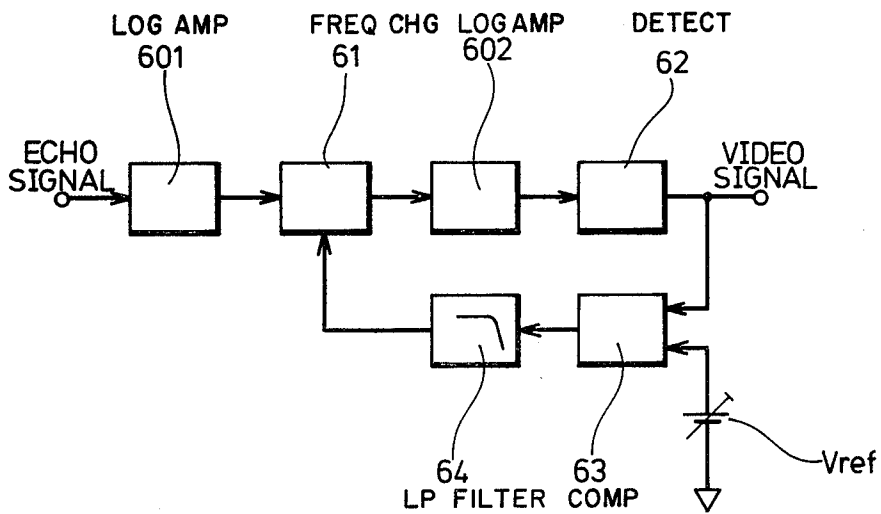 LOG AMP
601
FREQ CHG
61
LOG AMP
602
DETECT
62
ECHO
SIGNAL
VIDEO
SIGNAL
64
LP FILTER
63
COMP
Vref